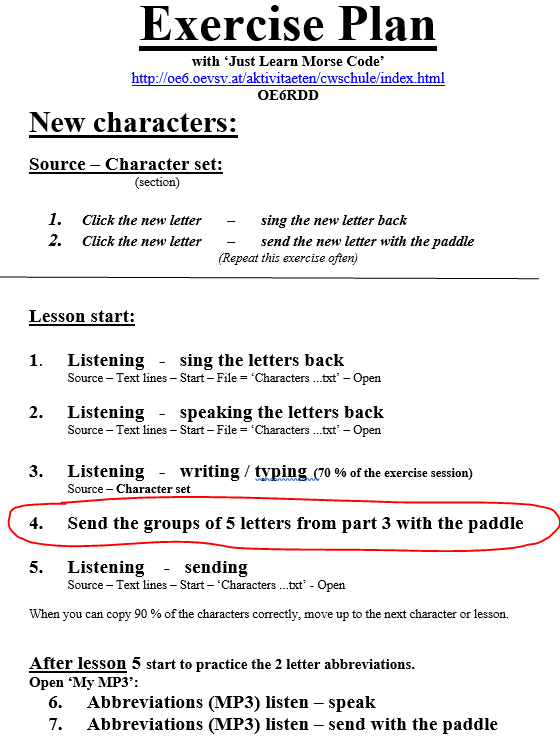 Exercise Plan
with ‘Just Learn Morse Code’
http://oe6.oevsv.at/aktivitaeten/cwschule/index.html
OE6RDD
New characters:
Source – Character set:
(section)
1. Click the new letter – sing the new letter back
2. Click the new letter – send the new letter with the paddle
(Repeat this exercise often)
Lesson start:
1. Listening - sing the letters back
Source – Text lines – Start – File = ‘Characters ...txt’ – Open
2. Listening - speaking the letters back
Source – Text lines – Start – File = ‘Characters ...txt’ – Open
3. Listening - writing / typing (70 % of the exercise session)
Source – Character set
4. Send the groups of 5 letters from part 3 with the paddle
5. Listening - sending
Source – Text lines – Start – ‘Characters ...txt’ - Open
When you can copy 90 % of the characters correctly, move up to the next character or lesson.
After lesson 5 start to practice the 2 letter abbreviations.
Open ‘My MP3’:
6. Abbreviations (MP3) listen – speak
7. Abbreviations (MP3) listen – send with the paddle